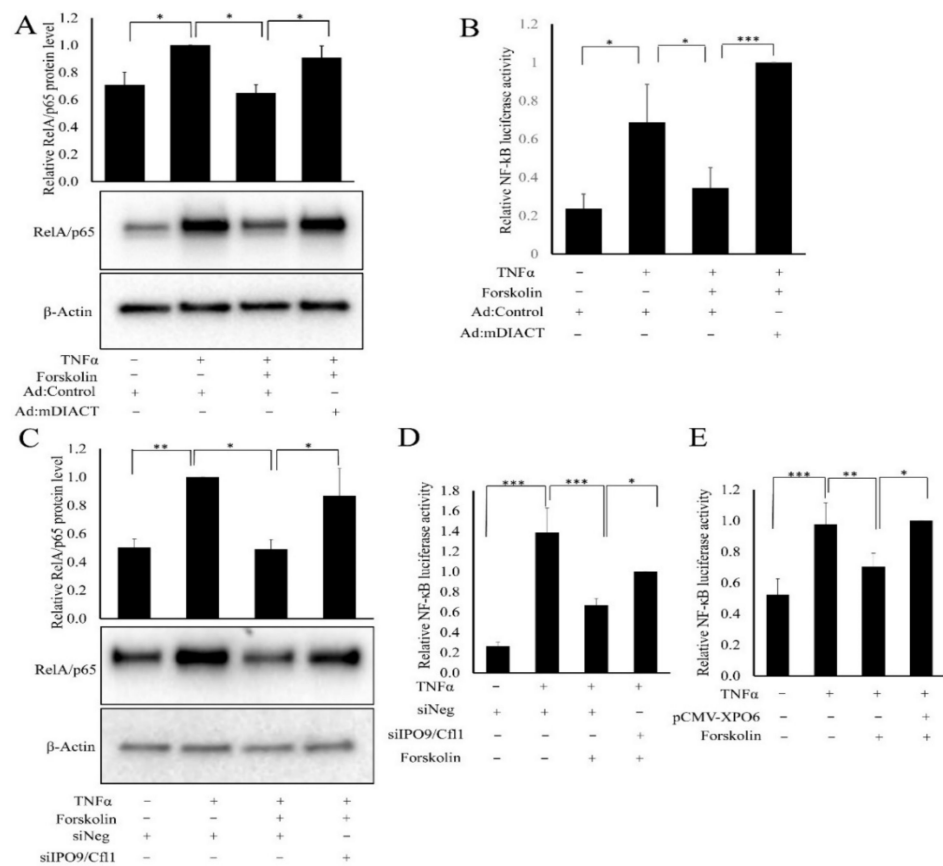 A
Relative RelA/p65 protein level
1.2
1.0
0.8
0.6
0.4
0.2
0.0
* * *
RelA/p65
β-Actin
TNFα – + + +
Forskolin – – + +
Ad:Control + + + –
Ad:mDIACT – – – +
B
Relative NF-kB luciferase activity
1
0.8
0.6
0.4
0.2
0
* * ***
TNFα – + + +
Forskolin – – + +
Ad:Control + + + –
Ad:mDIACT – – – +
C
Relative RelA/p65 protein level
1.2
1.0
0.8
0.6
0.4
0.2
0.0
** * *
RelA/p65
β-Actin
TNFα – + + +
Forskolin – – + +
siNeg + + + –
siIPO9/Cfl1 – – – +
D
Relative NF-κB luciferase activity
1.8
1.6
1.4
1.2
1.0
0.8
0.6
0.4
0.2
0.0
*** *** *
TNFα – + + +
siNeg + + + –
siIPO9/Cfl1 – – – +
Forskolin – – + +
E
Relative NF-κB luciferase activity
1.2
1.0
0.8
0.6
0.4
0.2
0.0
*** ** *
TNFα – + + +
pCMV-XPO6 – – – +
Forskolin – – + +